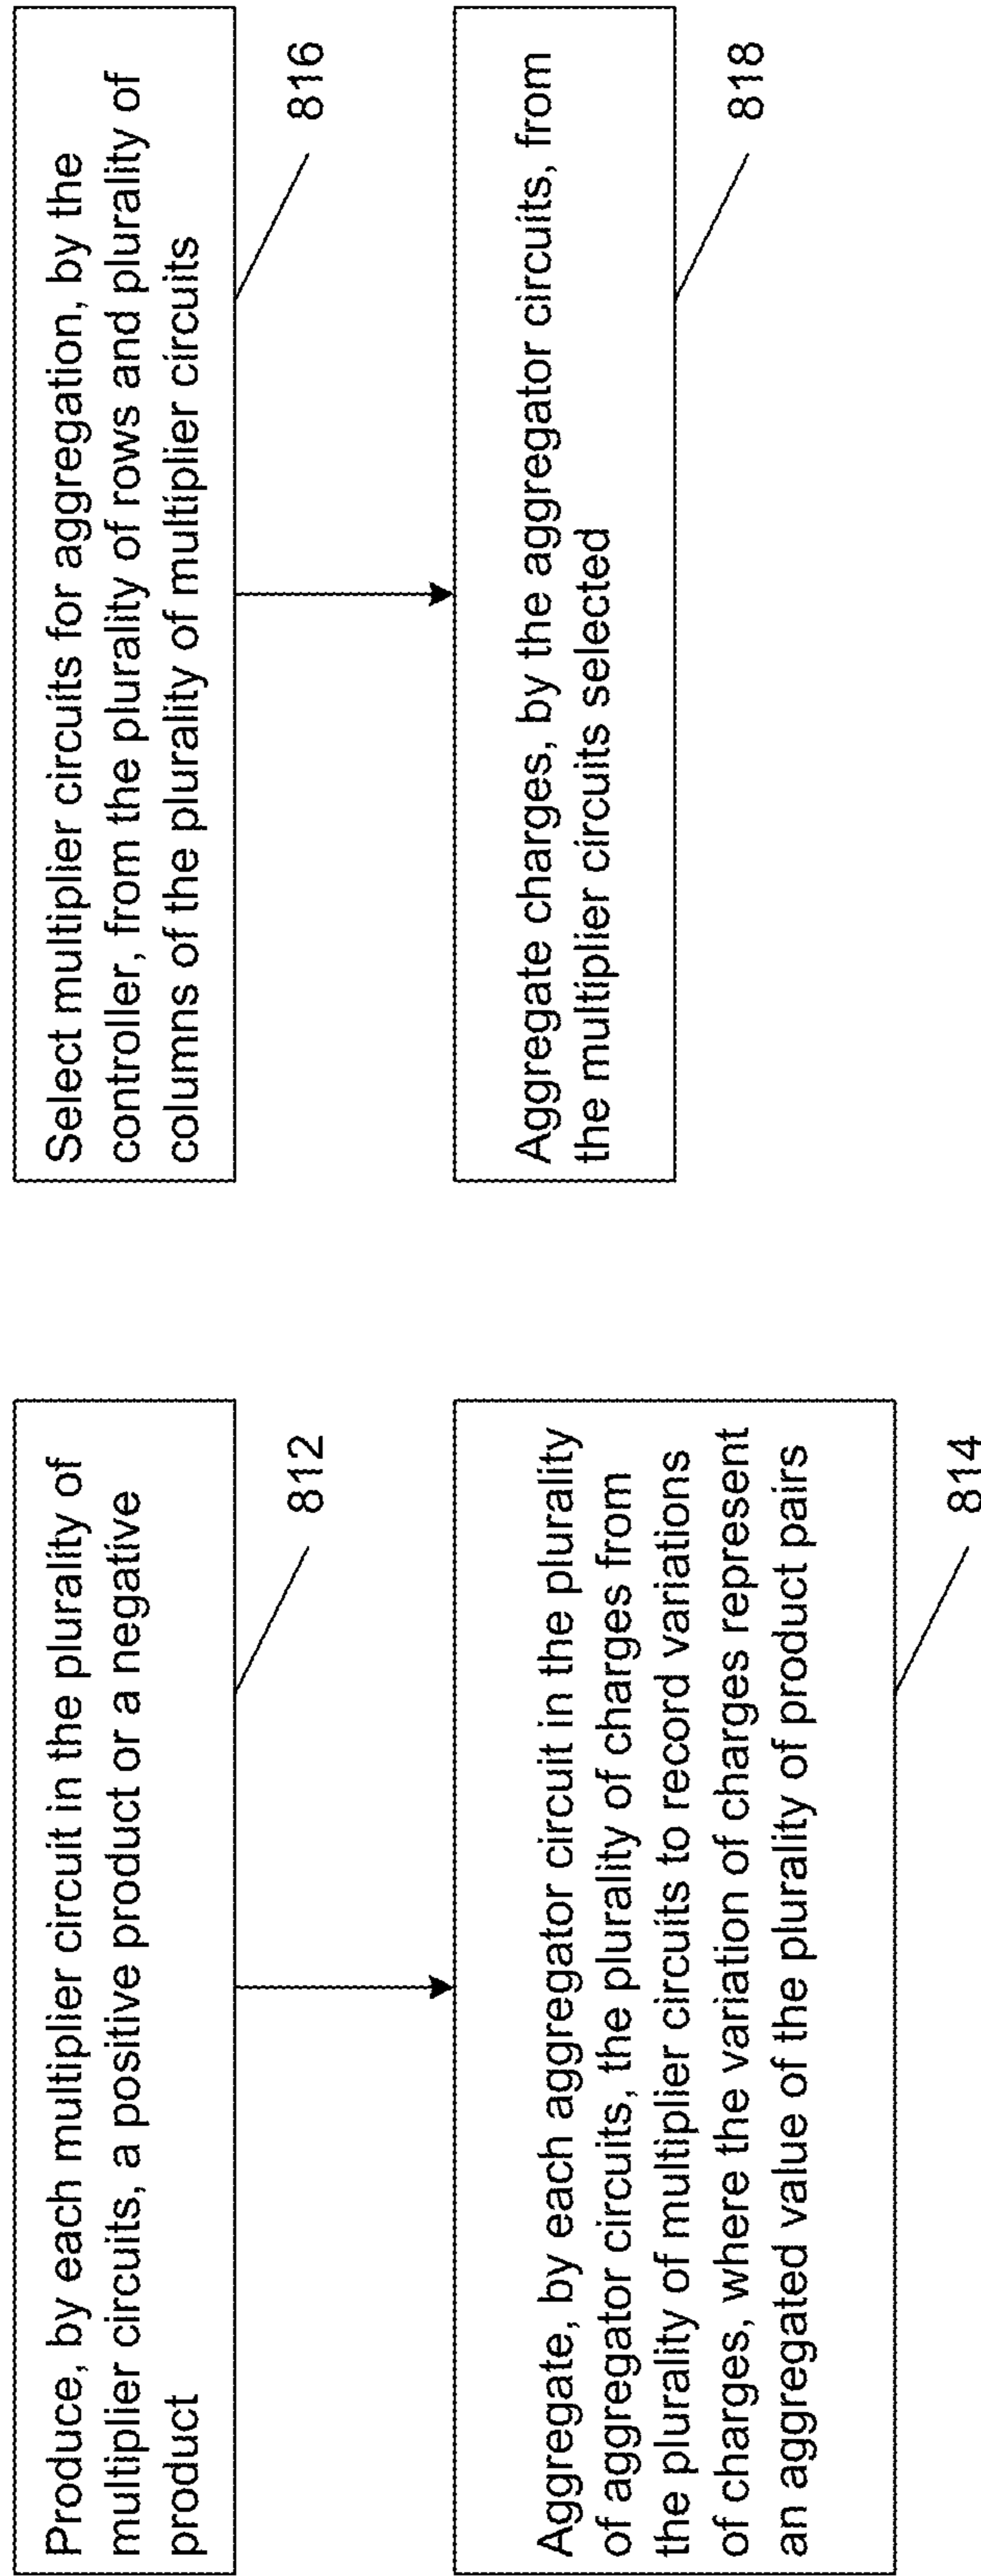 Produce, by each multiplier circuit in the plurality of
multiplier circuits, a positive product or a negative
product
812
Aggregate, by each aggregator circuit in the plurality
of aggregator circuits, the plurality of charges from
the plurality of multiplier circuits to record variations
of charges, where the variation of charges represent
an aggregated value of the plurality of product pairs
814
Select multiplier circuits for aggregation, by the
controller, from the plurality of rows and plurality of
columns of the plurality of multiplier circuits
816
Aggregate charges, by the aggregator circuits, from
the multiplier circuits selected
818